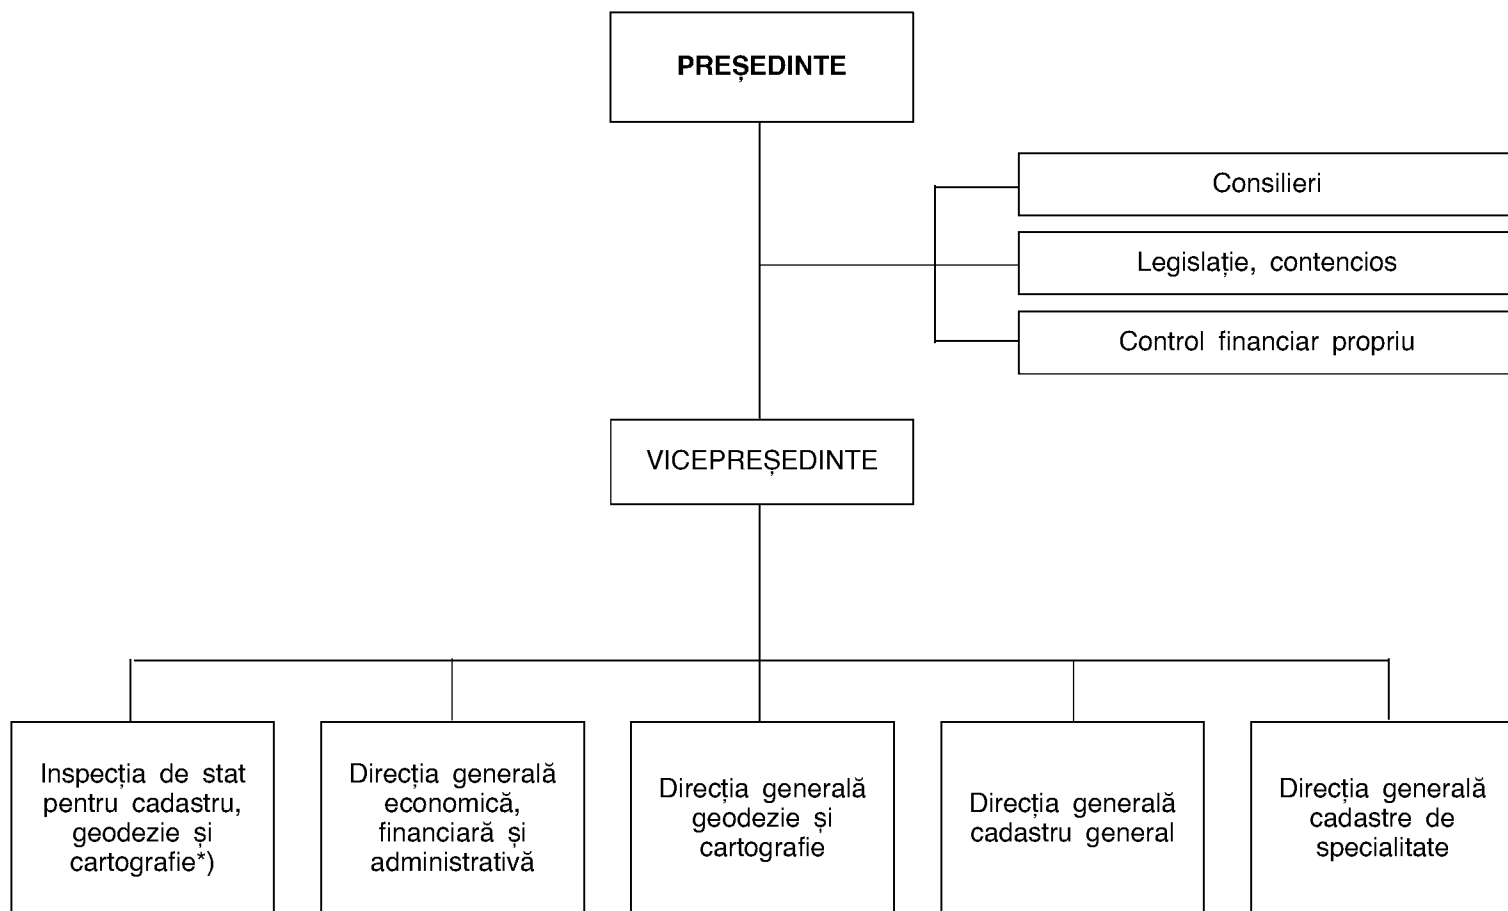 PREȘEDINTE
Consilieri
Legislație, contencios
Control financiar propriu
VICEPREȘEDINTE
Inspecția de stat
pentru cadastru,
geodezie și
cartografie*)
Direcția generală
economică,
financiară și
administrativă
Direcția generală
geodezie și
cartografie
Direcția generală
cadastru general
Direcția generală
cadastre de
specialitate